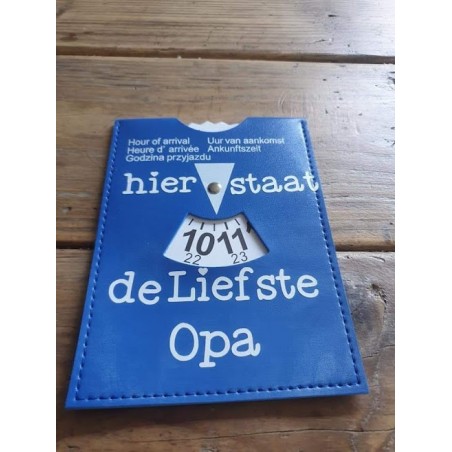 Hour of arrival Uur van aankomst
Heure d' arrivée Ankunftszeit
Godzina przyjazdu
hier staat
10 11
22 23
de Liefste
Opa